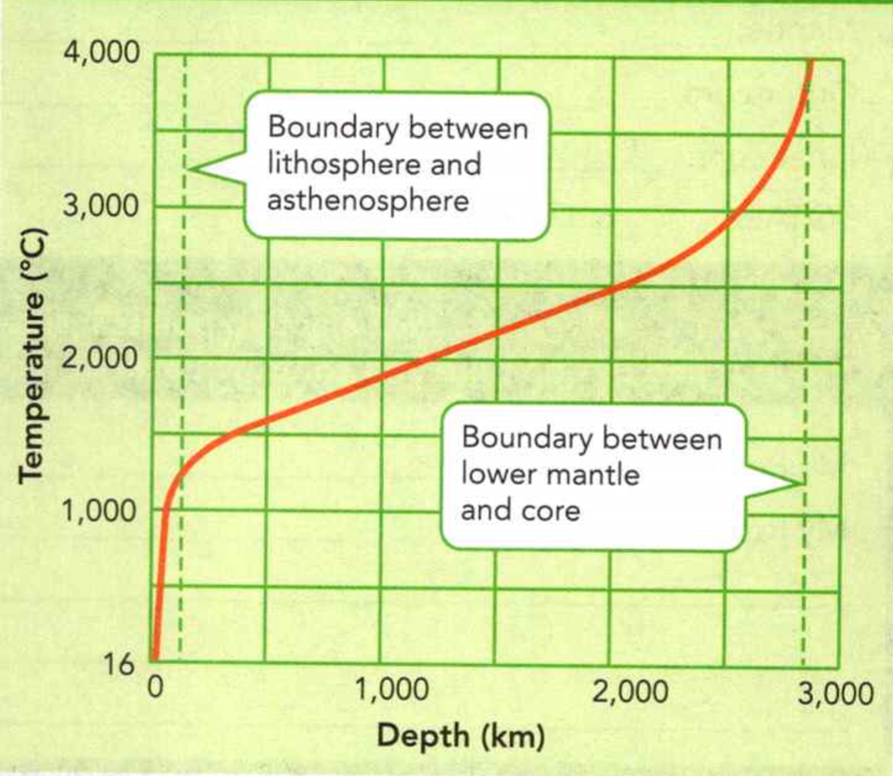 4,000
Boundary between
lithosphere and
asthenosphere
3,000
Temperature (°C)
2,000
Boundary between
lower mantle
and core
1,000
16
0 1,000 2,000 3,000
Depth (km)